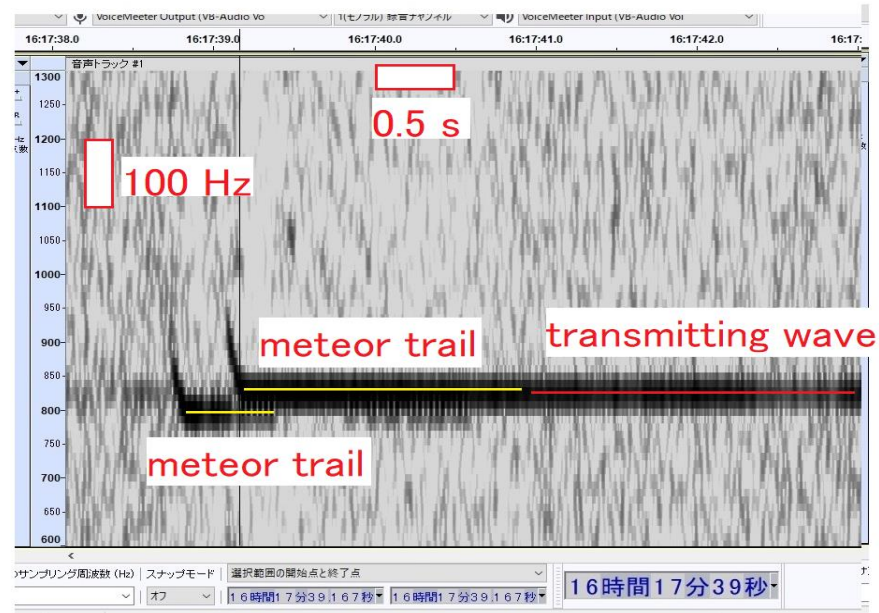 VoiceMeeter Output (VB-Audio Vo
1(モノラル) 録音チャンネル
VoiceMeeter Input (VB-Audio Voi
16:17:38.0 16:17:39.0 16:17:40.0 16:17:41.0 16:17:42.0 16:17:
音声トラック #1
1300
1250
0.5 s
1200
1150
100 Hz
1100
1050
1000
950
900
meteor trail
transmitting wave
850
800
750
meteor trail
700
650
600
サンプリング周波数 (Hz) スナップモード 選択範囲の開始点と終了点
オフ 16時間17分39.167秒 16時間17分39.167秒
16時間17分39秒